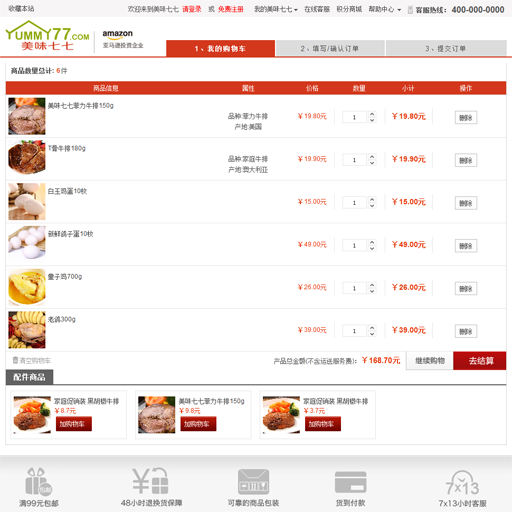 收藏本站 欢迎来到美味七七 请登录 或 免费注册 我的美味七七 在线客服 积分商城 帮助中心 客服热线: 400-000-0000
YUMMY77.COM
美味七七
amazon
亚马逊投资企业
1、我的购物车 2、填写/确认订单 3、提交订单
商品数量总计: 6件
商品信息 属性 价格 数量 小计 操作
美味七七菲力牛排150g 品种:菲力牛排 产地:美国 ¥19.80元 1 ¥19.80元 删除
T骨牛排180g 品种:家庭牛排 产地:澳大利亚 ¥19.90元 1 ¥19.90元 删除
白玉鸡蛋10枚 ¥15.00元 1 ¥15.00元 删除
新鲜鸽子蛋10枚 ¥49.00元 1 ¥49.00元 删除
童子鸡700g ¥26.00元 1 ¥26.00元 删除
老鸽300g ¥39.00元 1 ¥39.00元 删除
清空购物车 产品总金额(不含运送服务费): ¥168.70元 继续购物 去结算
配件商品
家庭促销装 黑胡椒牛排 美味七七菲力牛排150g 家庭促销装 黑胡椒牛排
¥8.7元 ¥9.8元 ¥3.7元
加购物车 加购物车 加购物车
满99元包邮 48小时退换货保障 可靠的商品包装 货到付款 7x13小时客服